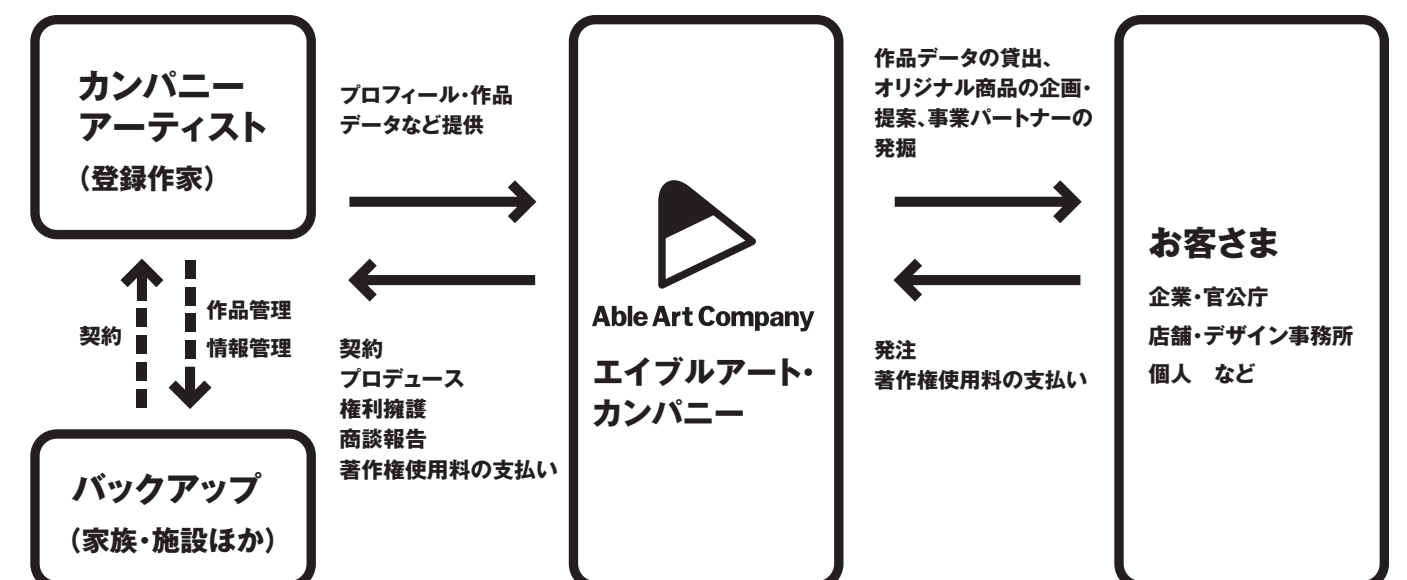 カンパニー
アーティスト
（登録作家）
プロフィール・作品
データなど提供
作品データの貸出、
オリジナル商品の企画・
提案、事業パートナーの
発掘
契約
作品管理
情報管理
契約
プロデュース
権利擁護
商談報告
著作権使用料の支払い
Able Art Company
エイブルアート・
カンパニー
発注
著作権使用料の支払い
お客さま
企業・官公庁
店舗・デザイン事務所
個人　など
バックアップ
（家族・施設ほか）